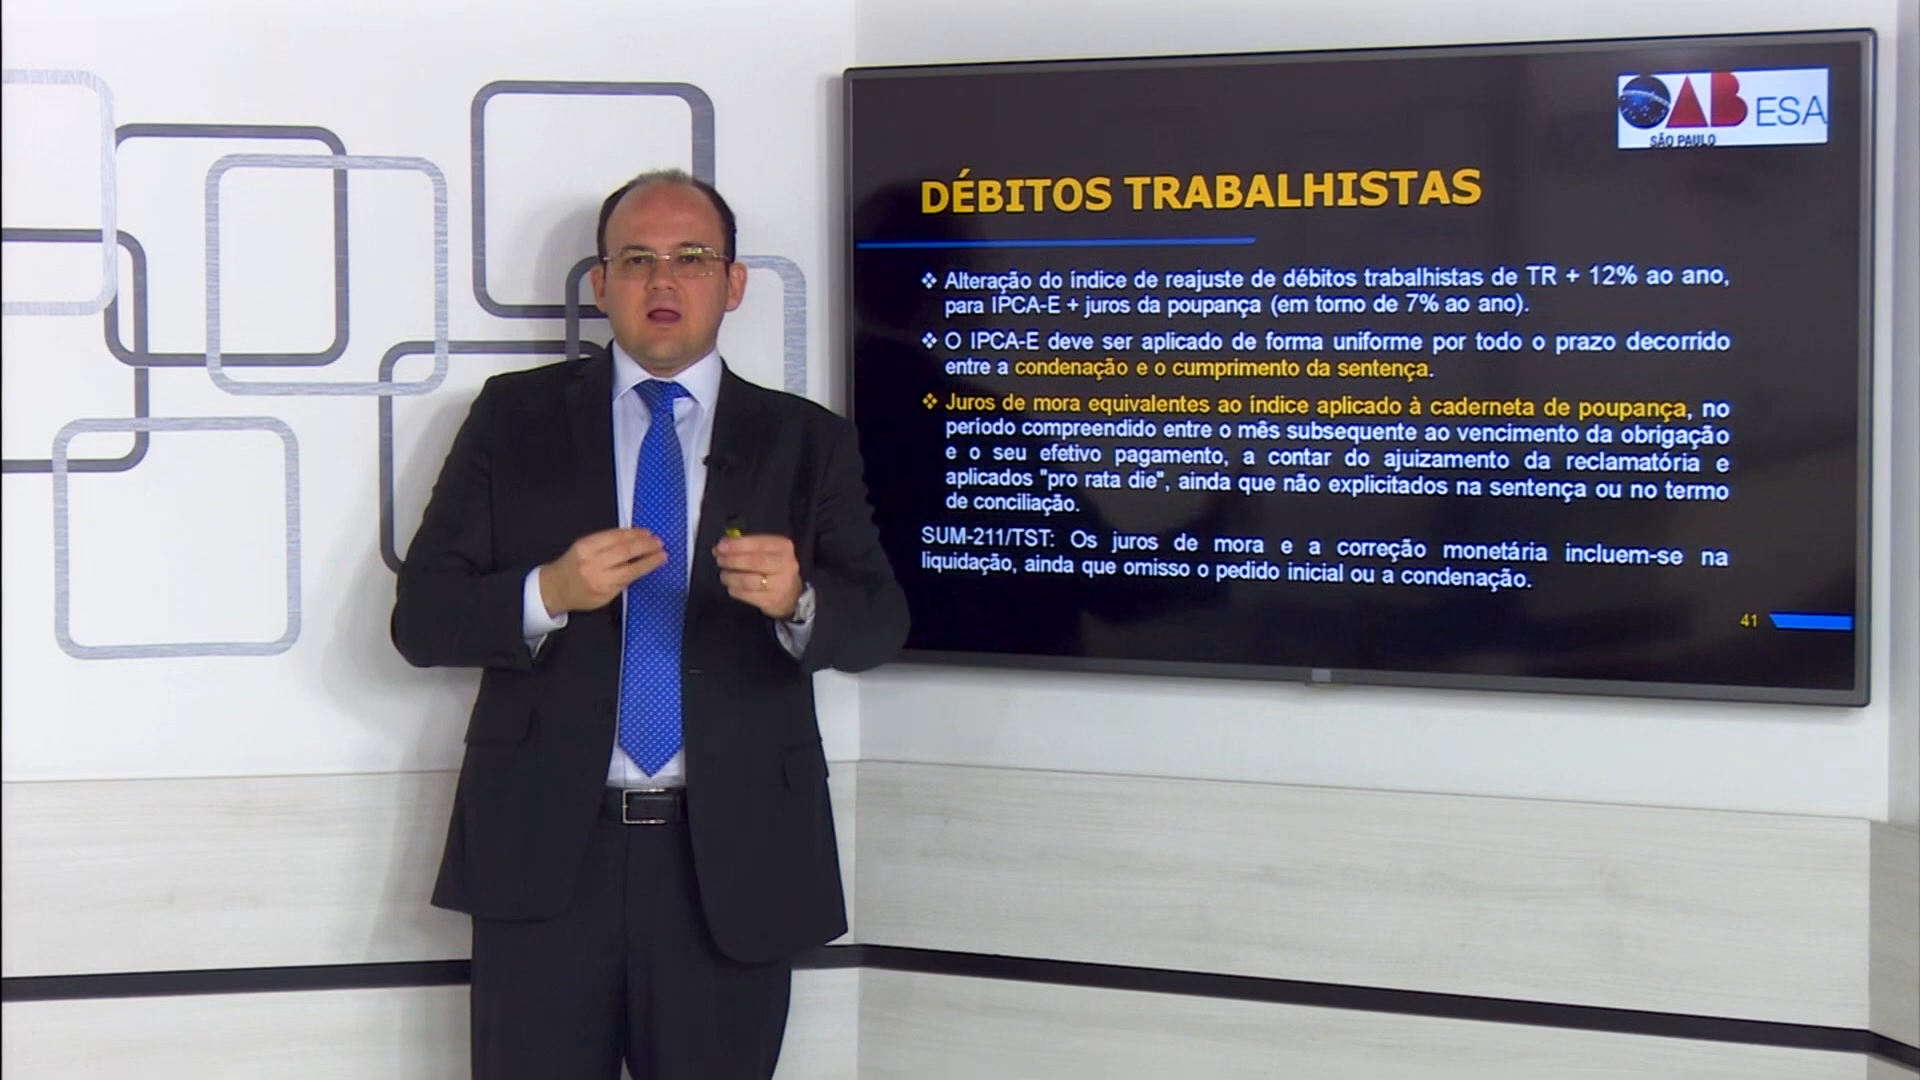 OAB ESA
SÃO PAULO
DÉBITOS TRABALHISTAS
❖ Alteração do índice de reajuste de débitos trabalhistas de TR + 12% ao ano,
para IPCA-E + juros da poupança (em torno de 7% ao ano).
❖ O IPCA-E deve ser aplicado de forma uniforme por todo o prazo decorrido
entre a condenação e o cumprimento da sentença.
❖ Juros de mora equivalentes ao índice aplicado à caderneta de poupança, no
período compreendido entre o mês subsequente ao vencimento da obrigação
e o seu efetivo pagamento, a contar do ajuizamento da reclamatória e
aplicados "pro rata die", ainda que não explicitados na sentença ou no termo
de conciliação.
SUM-211/TST: Os juros de mora e a correção monetária incluem-se na
liquidação, ainda que omisso o pedido inicial ou a condenação.
41